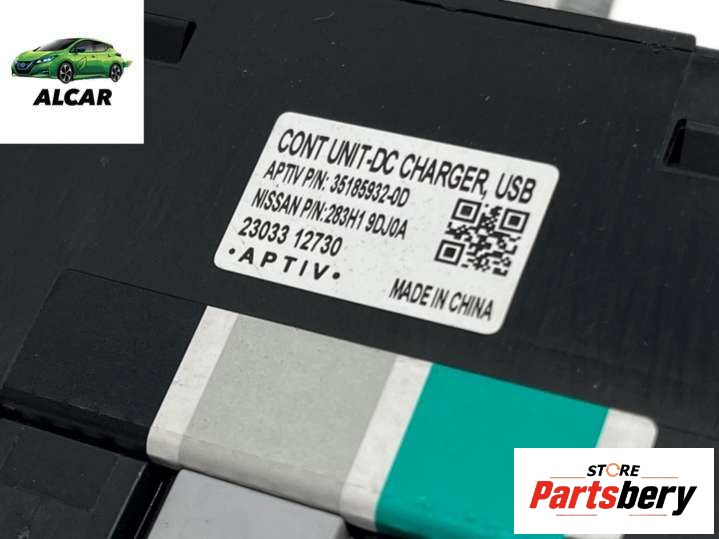 ALCAR
CONT UNIT-DC CHARGER, USB
APTIV P/N: 35185932-0D
NISSAN P/N:283H1 9DJ0A
23033 12730
•APTIV•
MADE IN CHINA
STORE
Partsbery